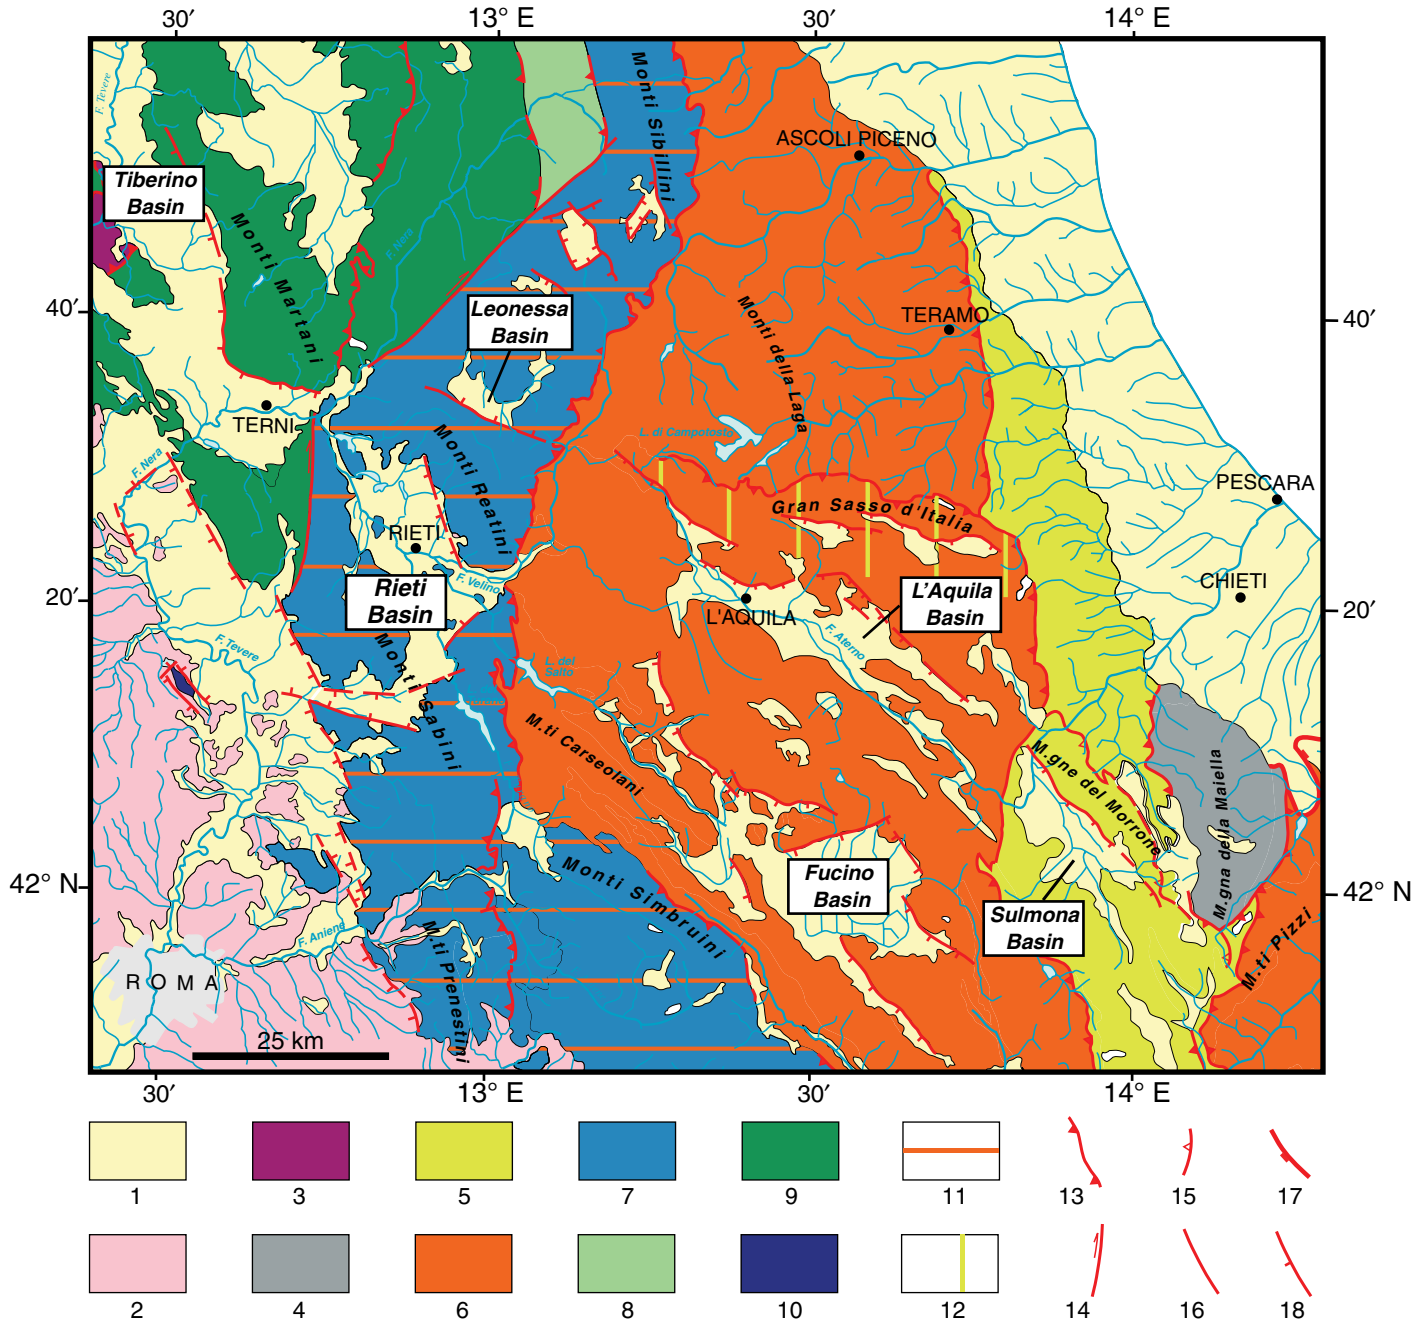 30′ 13° E 30′ 14° E
F. Tevere
Monti Sibillini
ASCOLI PICENO
Tiberino
Basin
Monti Martani
F. Nera
40′ 40′
Leonessa
Basin
Monti della Laga
TERAMO
TERNI
L. di Campotosto
Monti Reatini
F. Nera
PESCARA
Gran Sasso d'Italia
RIETI
F. Velino
CHIETI
20′ 20′
Rieti
Basin
L'Aquila
Basin
L'AQUILA
F. Aterno
F. Tevere
Monti Sabini
L. del
Salto
M.ti Carseolani
M.gne del Morrone
M.gna della Maiella
42° N 42° N
Monti Simbruini
Fucino
Basin
Sulmona
Basin
M.ti Pizzi
F. Aniene
M.ti Prenestini
ROMA
25 km
30′ 13° E 30′ 14° E
1 3 5 7 9 11 13 15 17
2 4 6 8 10 12 14 16 18